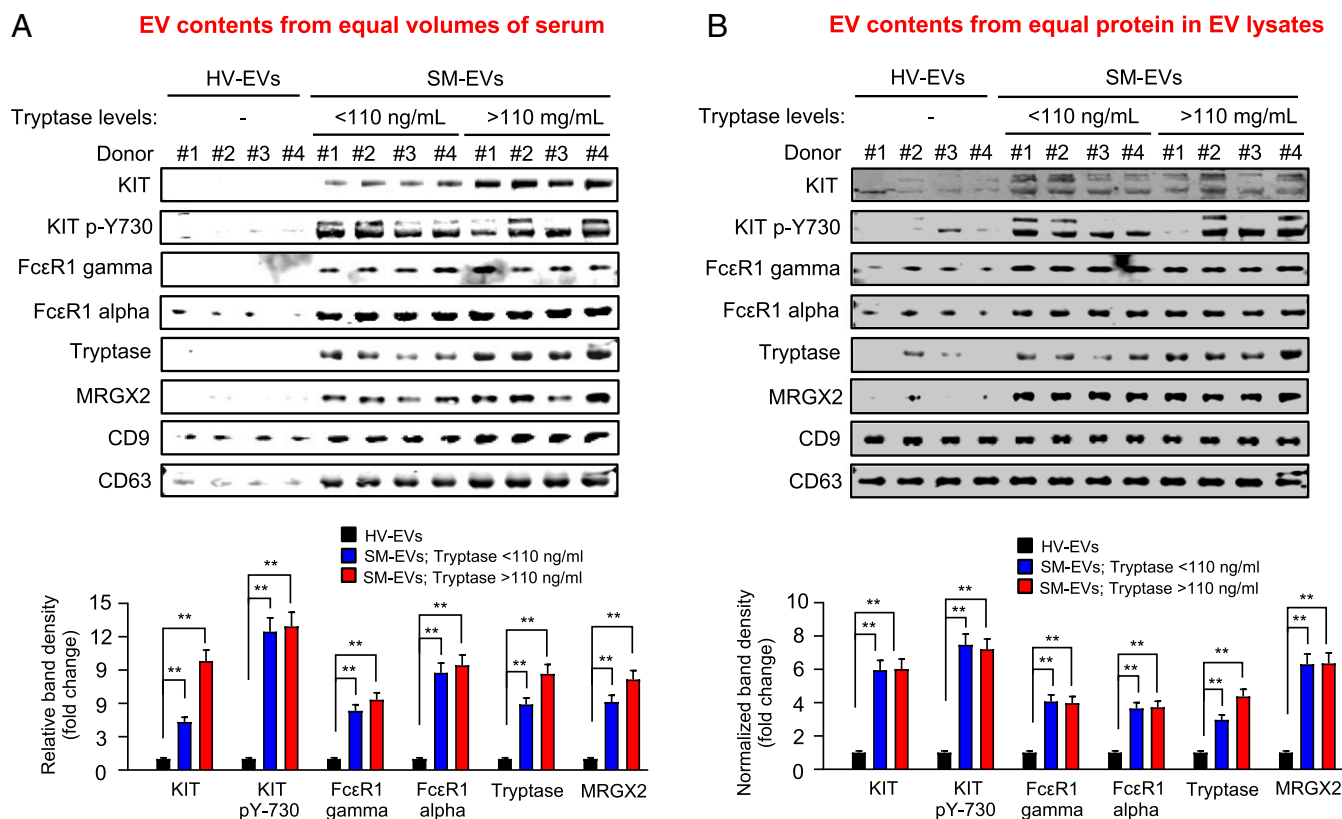 A
EV contents from equal volumes of serum
HV-EVs SM-EVs
Tryptase levels: - <110 ng/mL >110 mg/mL
Donor #1 #2 #3 #4 #1 #2 #3 #4 #1 #2 #3 #4
KIT
KIT p-Y730
FcεR1 gamma
FcεR1 alpha
Tryptase
MRGX2
CD9
CD63
HV-EVs
SM-EVs; Tryptase <110 ng/ml
SM-EVs; Tryptase >110 ng/ml
Relative band density
(fold change)
15
12
9
9
3
0
** ** ** ** ** ** ** ** ** ** ** **
KIT KIT FcεR1 FcεR1 Tryptase MRGX2
pY-730 gamma alpha
B
EV contents from equal protein in EV lysates
HV-EVs SM-EVs
Tryptase levels: - <110 ng/mL >110 mg/mL
Donor #1 #2 #3 #4 #1 #2 #3 #4 #1 #2 #3 #4
KIT
KIT p-Y730
FcεR1 gamma
FcεR1 alpha
Tryptase
MRGX2
CD9
CD63
HV-EVs
SM-EVs; Tryptase <110 ng/ml
SM-EVs; Tryptase >110 ng/ml
Normalized band density
(fold change)
10
8
6
4
2
0
** ** ** ** ** ** ** ** ** ** ** **
KIT KIT FcεR1 FcεR1 Tryptase MRGX2
pY-730 gamma alpha